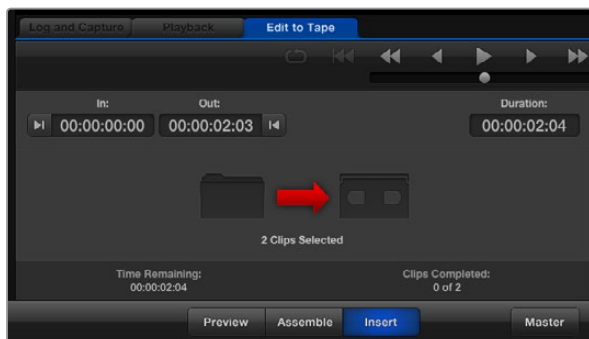 Log and Capture Playback Edit to Tape
In: Out: Duration:
00:00:00:00 00:00:02:03 00:00:02:04
2 Clips Selected
Time Remaining: Clips Completed:
00:00:02:04 0 of 2
Preview Assemble Insert Master